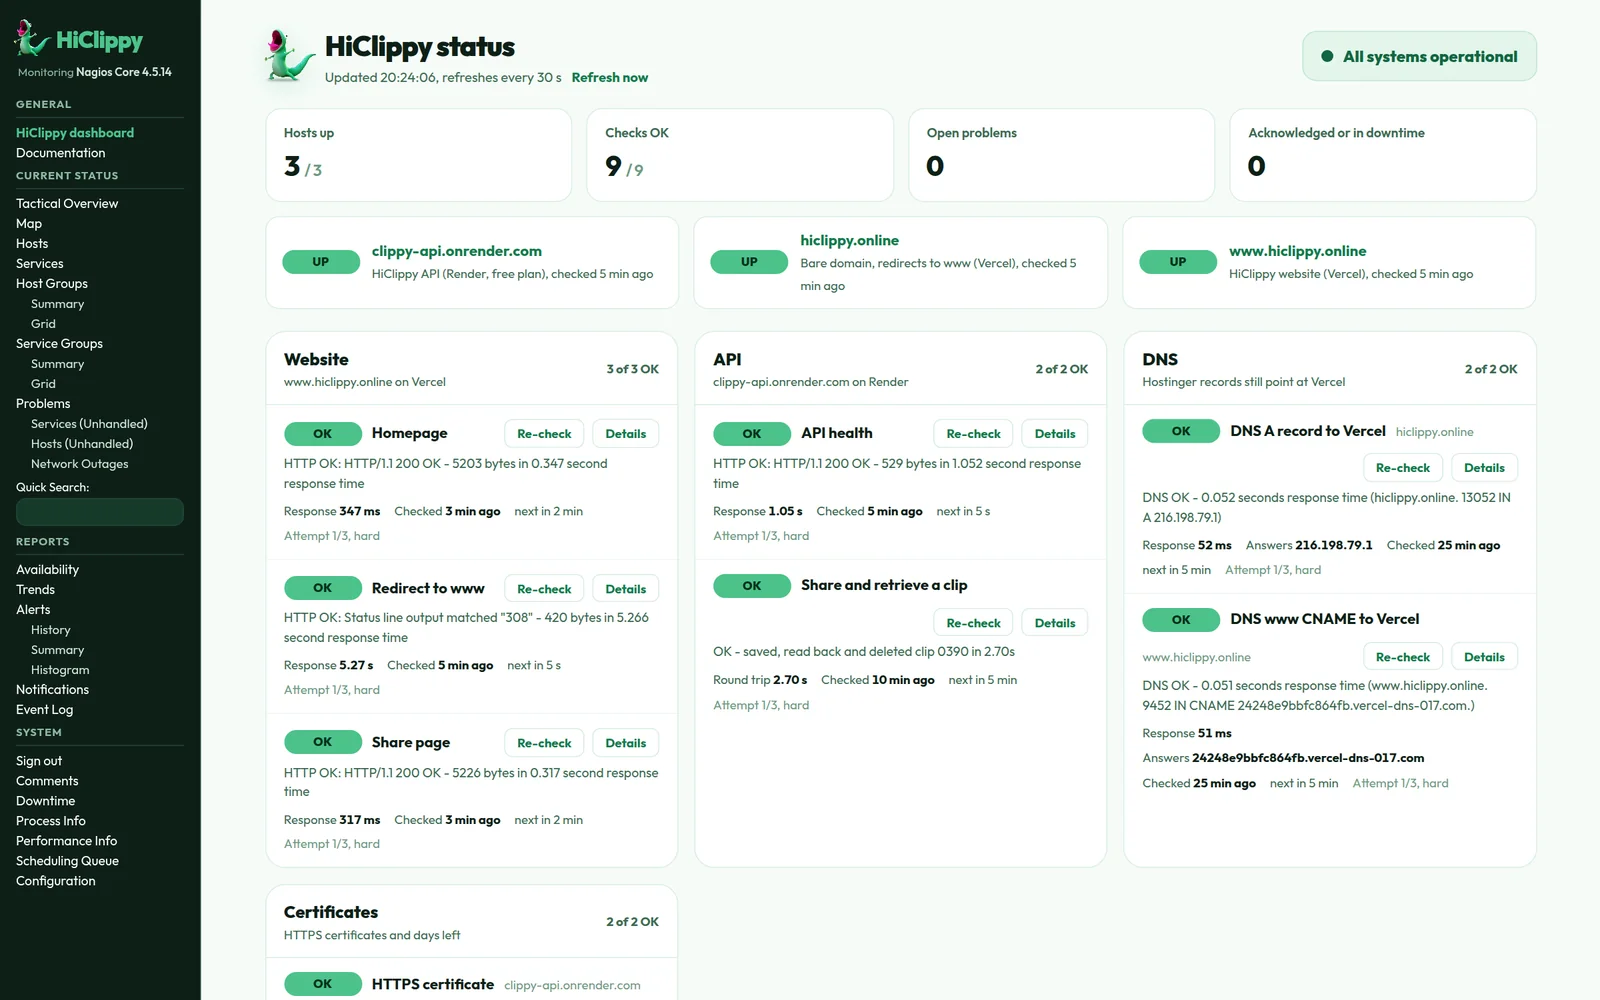 HiClippy
Monitoring Nagios Core 4.5.14
GENERAL
HiClippy dashboard
Documentation
CURRENT STATUS
Tactical Overview
Map
Hosts
Services
Host Groups
Summary
Grid
Service Groups
Summary
Grid
Problems
Services (Unhandled)
Hosts (Unhandled)
Network Outages
Quick Search:
REPORTS
Availability
Trends
Alerts
History
Summary
Histogram
Notifications
Event Log
SYSTEM
Sign out
Comments
Downtime
Process Info
Performance Info
Scheduling Queue
Configuration
HiClippy status
Updated 20:24:06, refreshes every 30 s Refresh now
All systems operational
Hosts up
3 / 3
Checks OK
9 / 9
Open problems
0
Acknowledged or in downtime
0
UP
clippy-api.onrender.com
HiClippy API (Render, free plan), checked 5 min ago
UP
hiclippy.online
Bare domain, redirects to www (Vercel), checked 5
min ago
UP
www.hiclippy.online
HiClippy website (Vercel), checked 5 min ago
Website
www.hiclippy.online on Vercel
3 of 3 OK
OK Homepage Re-check Details
HTTP OK: HTTP/1.1 200 OK - 5203 bytes in 0.347 second
response time
Response 347 ms Checked 3 min ago next in 2 min
Attempt 1/3, hard
OK Redirect to www Re-check Details
HTTP OK: Status line output matched "308" - 420 bytes in 5.266
second response time
Response 5.27 s Checked 5 min ago next in 5 s
Attempt 1/3, hard
OK Share page Re-check Details
HTTP OK: HTTP/1.1 200 OK - 5226 bytes in 0.317 second response
time
Response 317 ms Checked 3 min ago next in 2 min
Attempt 1/3, hard
API
clippy-api.onrender.com on Render
2 of 2 OK
OK API health Re-check Details
HTTP OK: HTTP/1.1 200 OK - 529 bytes in 1.052 second response
time
Response 1.05 s Checked 5 min ago next in 5 s
Attempt 1/3, hard
OK Share and retrieve a clip
Re-check Details
OK - saved, read back and deleted clip 0390 in 2.70s
Round trip 2.70 s Checked 10 min ago next in 5 min
Attempt 1/3, hard
DNS
Hostinger records still point at Vercel
2 of 2 OK
OK DNS A record to Vercel hiclippy.online
Re-check Details
DNS OK - 0.052 seconds response time (hiclippy.online. 13052 IN
A 216.198.79.1)
Response 52 ms Answers 216.198.79.1 Checked 25 min ago
next in 5 min Attempt 1/3, hard
OK DNS www CNAME to Vercel
www.hiclippy.online Re-check Details
DNS OK - 0.051 seconds response time (www.hiclippy.online.
9452 IN CNAME 24248e9bbfc864fb.vercel-dns-017.com.)
Response 51 ms
Answers 24248e9bbfc864fb.vercel-dns-017.com
Checked 25 min ago next in 5 min Attempt 1/3, hard
Certificates
HTTPS certificates and days left
2 of 2 OK
OK HTTPS certificate clippy-api.onrender.com